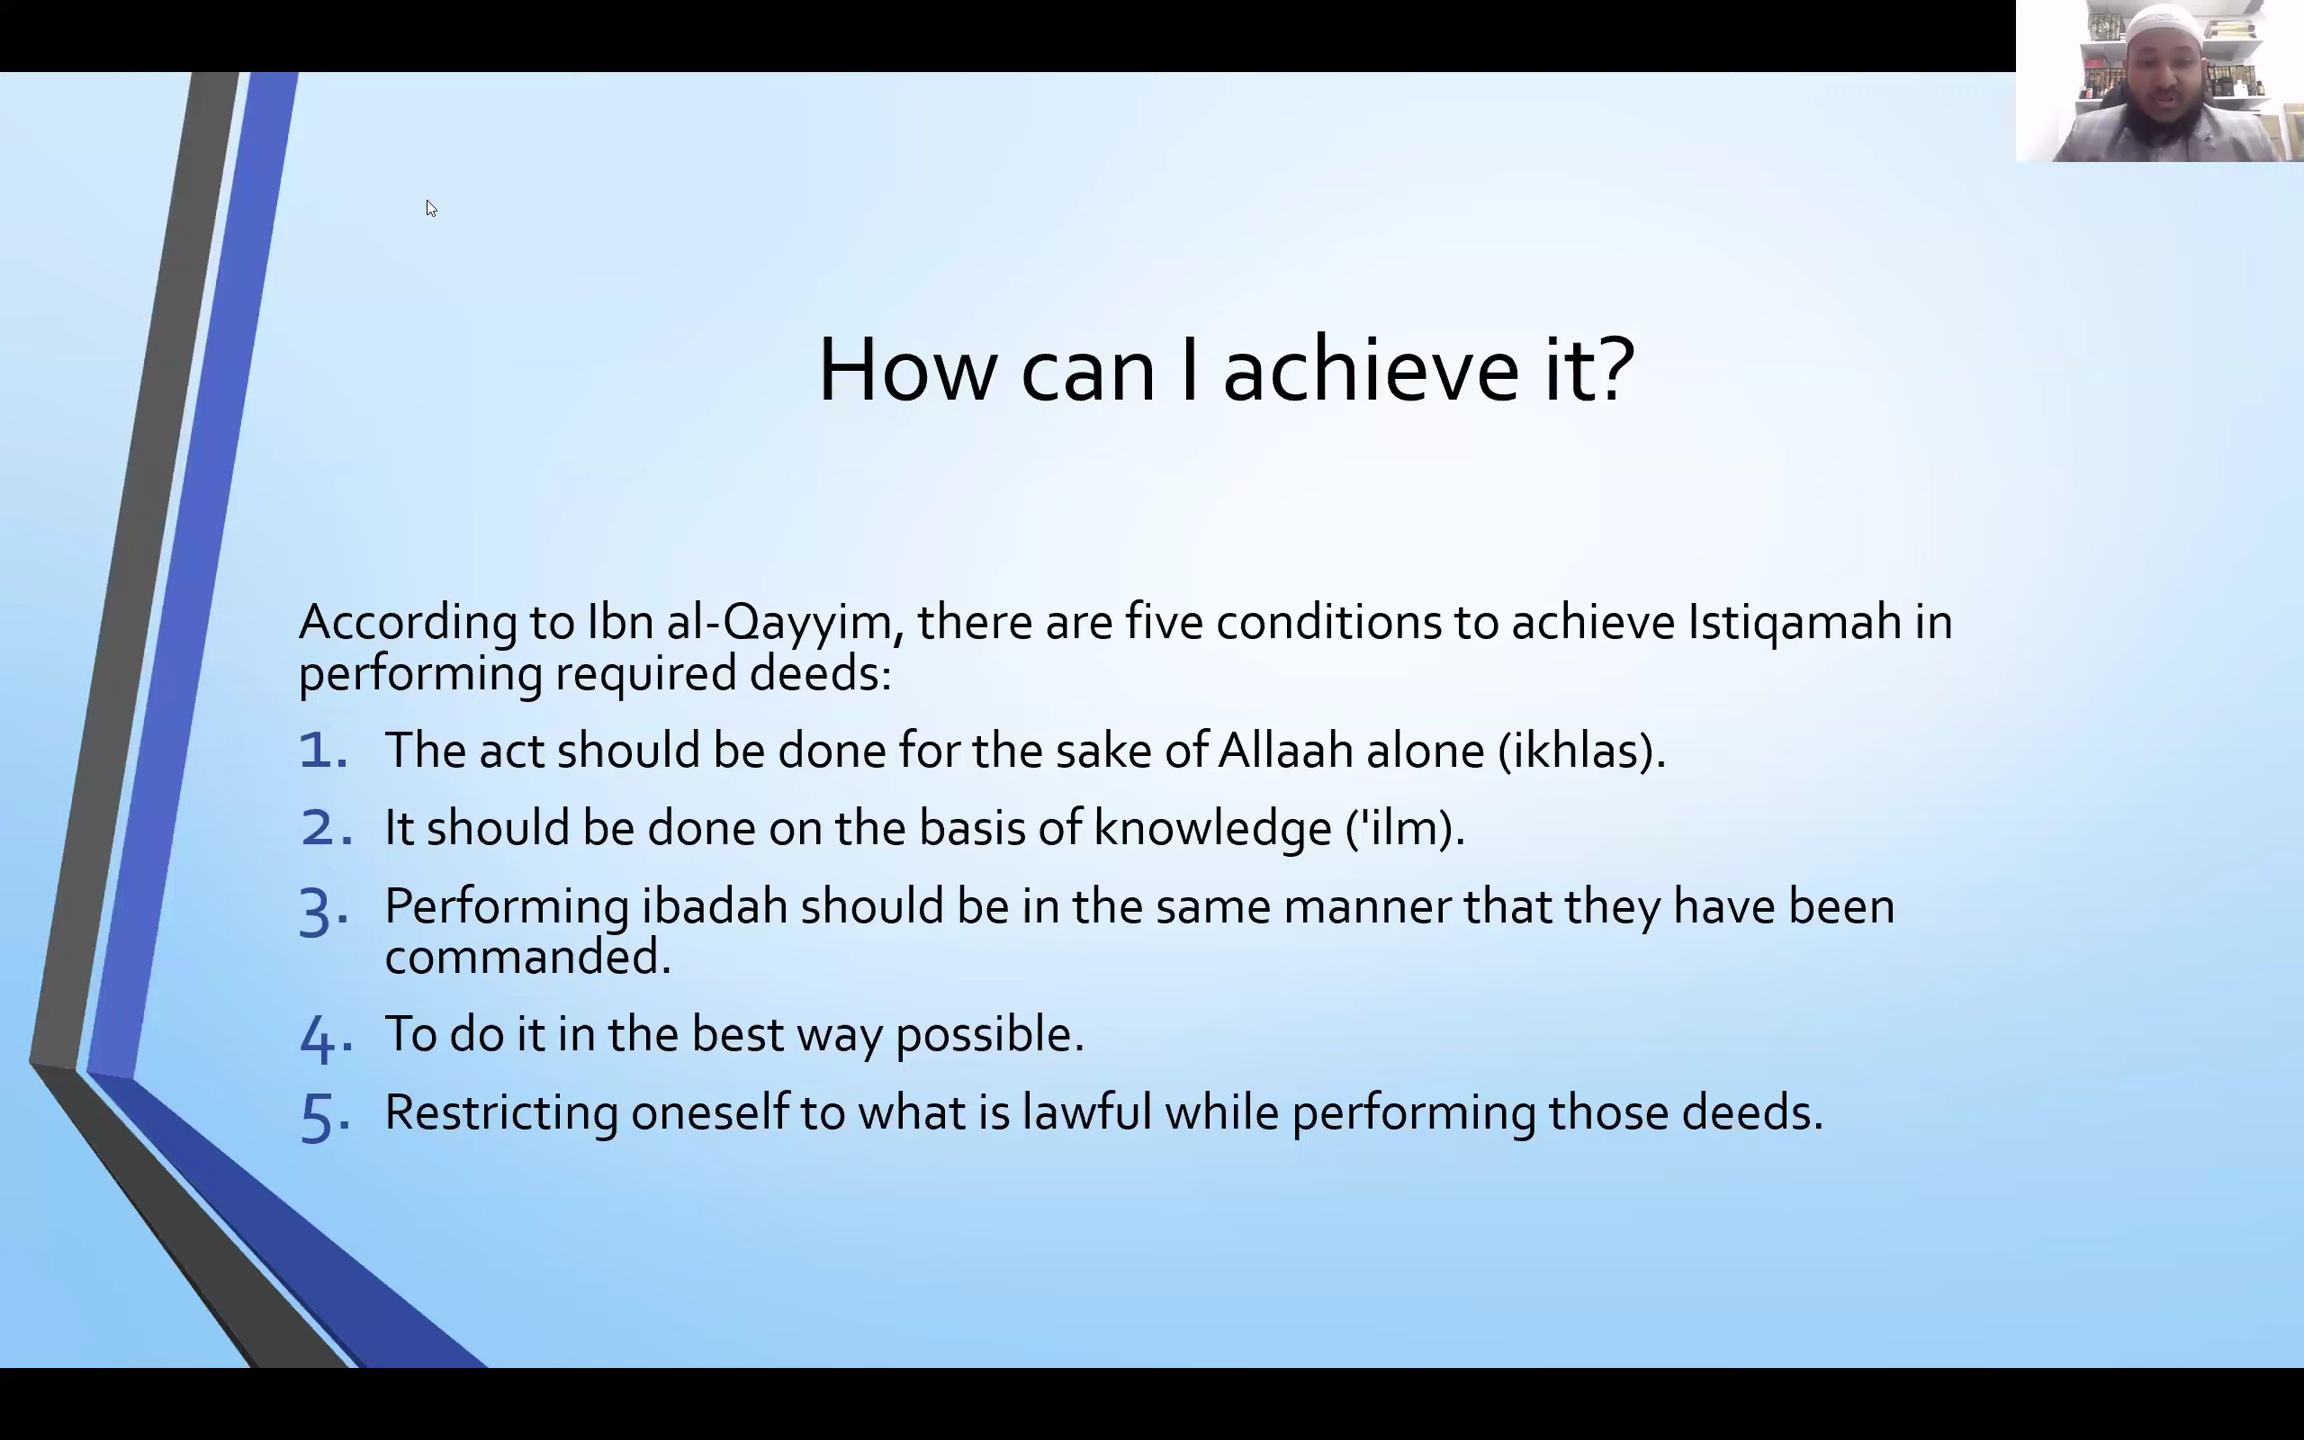 How can I achieve it?
According to Ibn al-Qayyim, there are five conditions to achieve Istiqamah in
performing required deeds:
1. The act should be done for the sake of Allaah alone (ikhlas).
2. It should be done on the basis of knowledge ('ilm).
3. Performing ibadah should be in the same manner that they have been
commanded.
4. To do it in the best way possible.
5. Restricting oneself to what is lawful while performing those deeds.